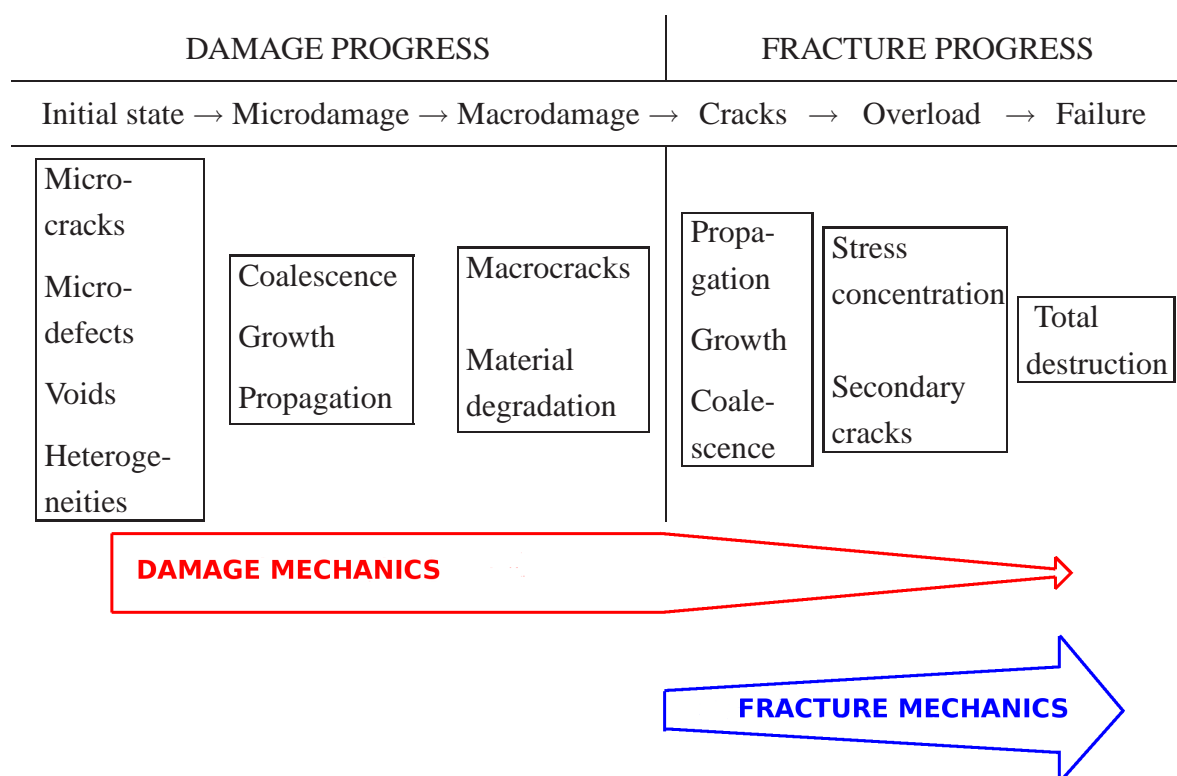 DAMAGE PROGRESS FRACTURE PROGRESS
Initial state → Microdamage → Macrodamage → Cracks → Overload → Failure
Micro-
cracks
Micro-
defects
Voids
Heteroge-
neities
Coalescence
Growth
Propagation
Macrocracks
Material
degradation
Propa-
gation
Growth
Coale-
scence
Stress
concentration
Secondary
cracks
Total
destruction
DAMAGE MECHANICS
FRACTURE MECHANICS